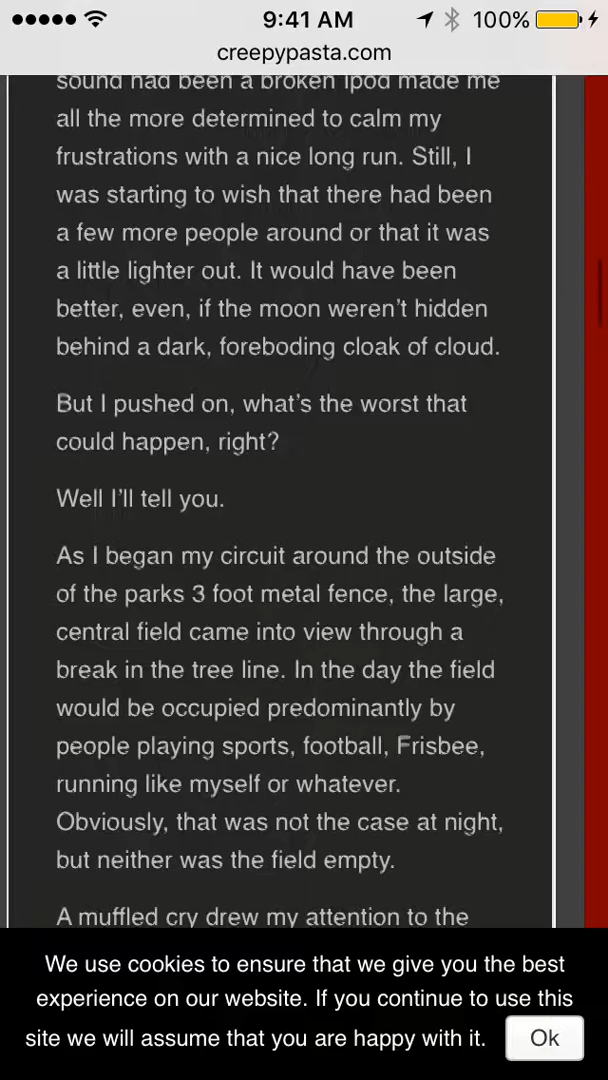 9:41 AM 100%
creepypasta.com
sound had been a broken Ipod made me
all the more determined to calm my
frustrations with a nice long run. Still, I
was starting to wish that there had been
a few more people around or that it was
a little lighter out. It would have been
better, even, if the moon weren’t hidden
behind a dark, foreboding cloak of cloud.
But I pushed on, what’s the worst that
could happen, right?
Well I’ll tell you.
As I began my circuit around the outside
of the parks 3 foot metal fence, the large,
central field came into view through a
break in the tree line. In the day the field
would be occupied predominantly by
people playing sports, football, Frisbee,
running like myself or whatever.
Obviously, that was not the case at night,
but neither was the field empty.
A muffled cry drew my attention to the
We use cookies to ensure that we give you the best
experience on our website. If you continue to use this
site we will assume that you are happy with it. Ok